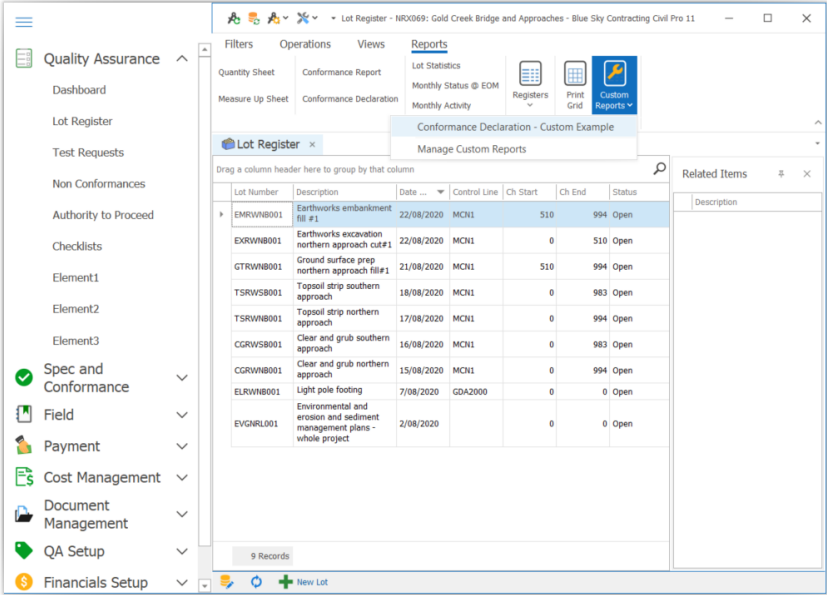 Lot Register - NRX069: Gold Creek Bridge and Approaches - Blue Sky Contracting Civil Pro 11
Quality Assurance
Dashboard
Lot Register
Test Requests
Non Conformances
Authority to Proceed
Checklists
Element1
Element2
Element3
Spec and
Conformance
Field
Payment
Cost Management
Document
Management
QA Setup
Financials Setup
Filters Operations Views Reports
Quantity Sheet
Measure Up Sheet
Conformance Report
Conformance Declaration
Lot Statistics
Monthly Status @ EOM
Monthly Activity
Registers
Print
Grid
Custom
Reports
Conformance Declaration - Custom Example
Manage Custom Reports
Lot Register ×
Drag a column header here to group by that column
Lot Number Description Date ... Control Line Ch Start Ch End Status
EMRWNB001 Earthworks embankment
fill #1 22/08/2020 MCN1 510 994 Open
EXRWNB001 Earthworks excavation
northern approach cut#1 22/08/2020 MCN1 0 510 Open
GTRWNB001 Ground surface prep
northern approach fill#1 21/08/2020 MCN1 510 994 Open
TSRWSB001 Topsoil strip southern
approach 18/08/2020 MCN1 0 983 Open
TSRWNB001 Topsoil strip northern
approach 17/08/2020 MCN1 0 994 Open
CGRWSB001 Clear and grub southern
approach 16/08/2020 MCN1 0 983 Open
CGRWNB001 Clear and grub northern
approach 15/08/2020 MCN1 0 994 Open
ELRWNB001 Light pole footing 7/08/2020 GDA2000 0 0 Open
EVGNRL001 Environmental and
erosion and sediment
management plans -
whole project 2/08/2020 0 0 Open
9 Records
New Lot
Related Items
Description